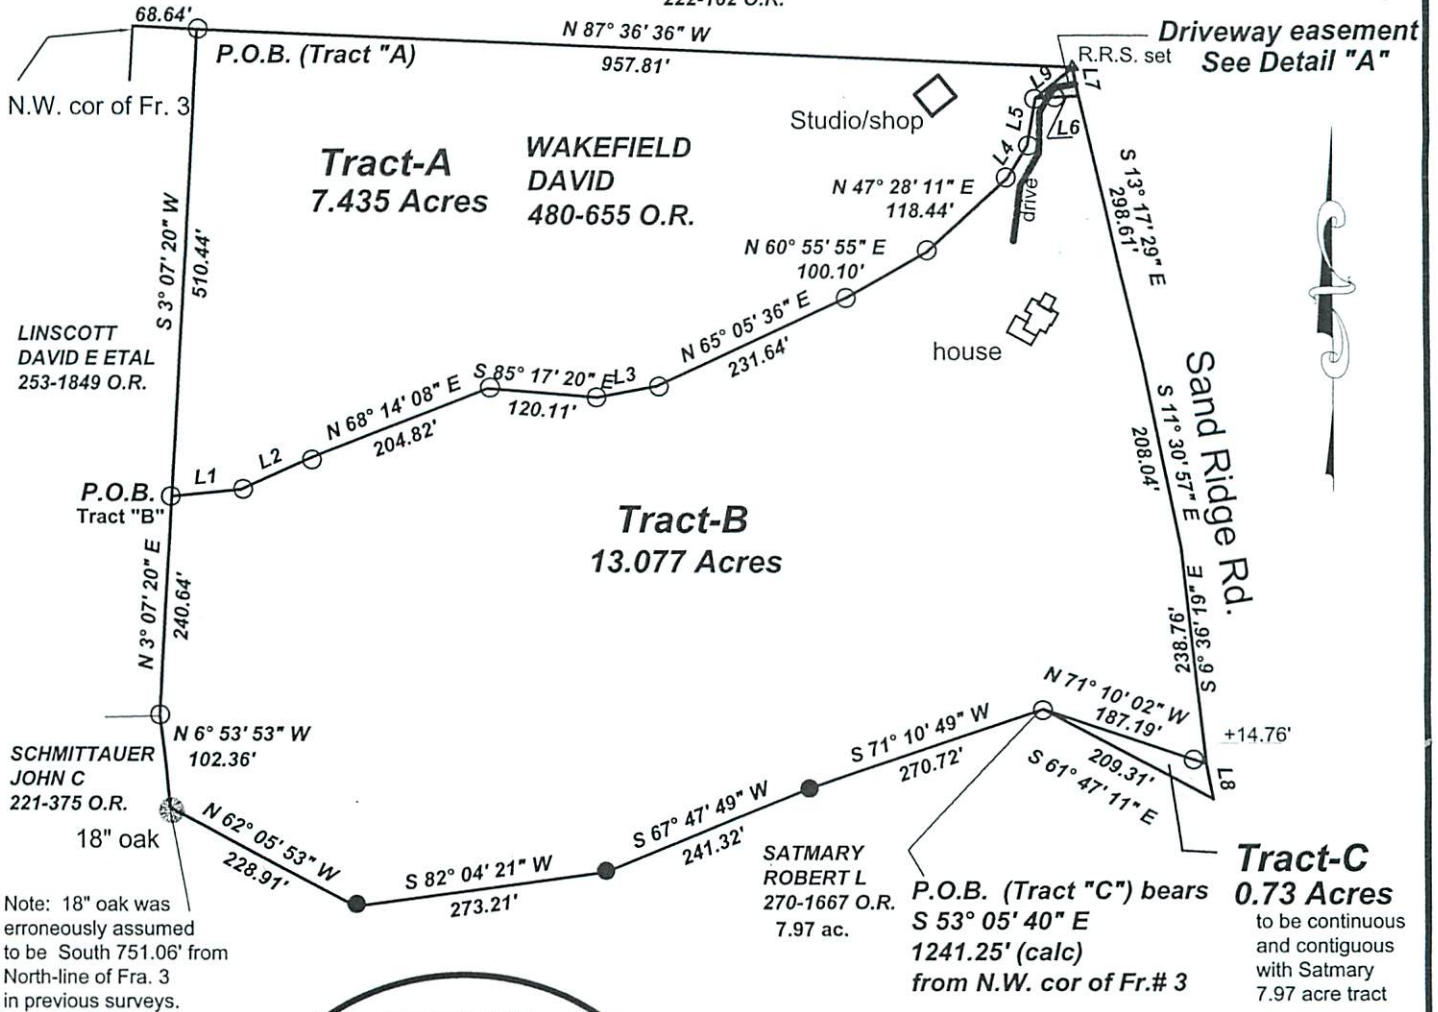 68.64'
N 87° 36' 36" W
957.81'
P.O.B. (Tract "A)
Driveway easement
See Detail "A"
R.R.S. set
N.W. cor of Fr. 3
Studio/shop
L9
L7
L5
L6
L4
drive
Tract-A
7.435 Acres
WAKEFIELD
DAVID
480-655 O.R.
N 47° 28' 11" E
118.44'
S 13° 17' 29" E
298.61'
S 3° 07' 20" W
510.44'
N 60° 55' 55" E
100.10'
LINSCOTT
DAVID E ETAL
253-1849 O.R.
N 65° 05' 36" E
231.64'
house
S 85° 17' 20" E
120.11'
L3
N 68° 14' 08" E
204.82'
Sand Ridge Rd.
S 11° 30' 57" E
208.04'
L2
L1
P.O.B.
Tract "B"
Tract-B
13.077 Acres
N 3° 07' 20" E
240.64'
S 6° 36' 19" E
238.76'
N 71° 10' 02" W
187.19'
+14.76'
L8
209.31'
S 61° 47' 11" E
N 6° 53' 53" W
102.36'
S 71° 10' 49" W
270.72'
SCHMITTAUER
JOHN C
221-375 O.R.
18" oak
N 62° 05' 53" W
228.91'
S 82° 04' 21" W
273.21'
S 67° 47' 49" W
241.32'
SATMARY
ROBERT L
270-1667 O.R.
7.97 ac.
P.O.B. (Tract "C") bears
S 53° 05' 40" E
1241.25' (calc)
from N.W. cor of Fr.# 3
Tract-C
0.73 Acres
to be continuous
and contiguous
with Satmary
7.97 acre tract
Note: 18" oak was
erroneously assumed
to be South 751.06' from
North-line of Fra. 3
in previous surveys.